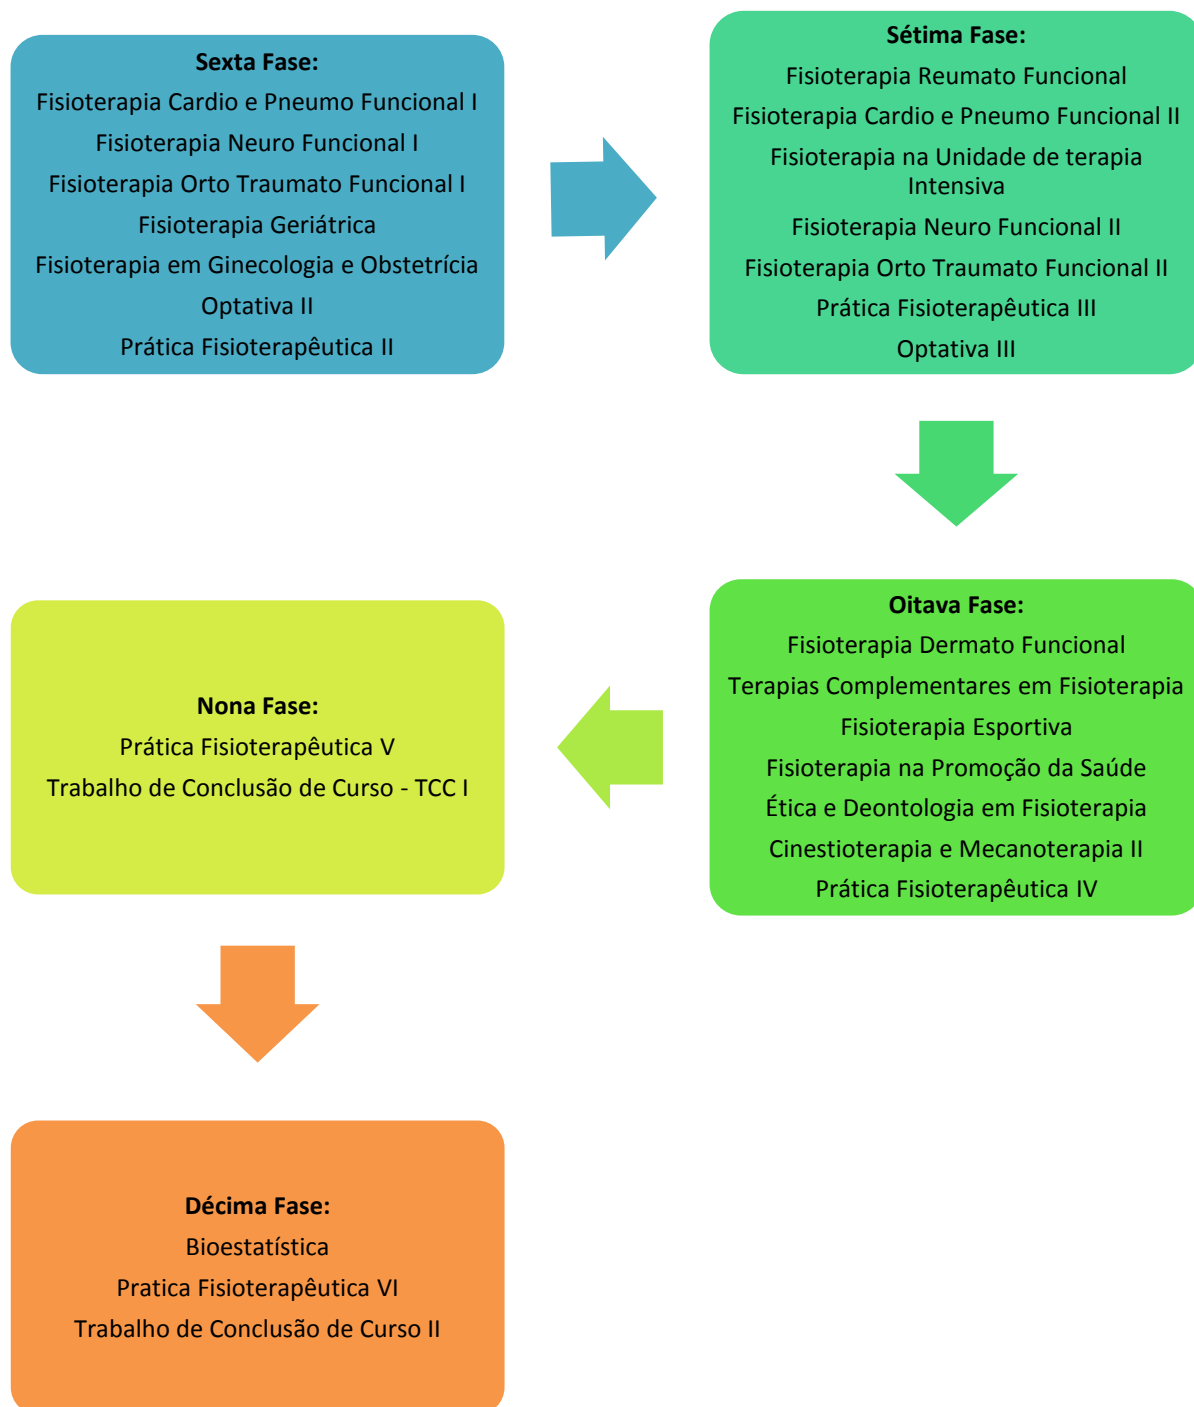 Sexta Fase:
Fisioterapia Cardio e Pneumo Funcional I
Fisioterapia Neuro Funcional I
Fisioterapia Orto Traumato Funcional I
Fisioterapia Geriátrica
Fisioterapia em Ginecologia e Obstetrícia
Optativa II
Prática Fisioterapêutica II
Sétima Fase:
Fisioterapia Reumato Funcional
Fisioterapia Cardio e Pneumo Funcional II
Fisioterapia na Unidade de terapia
Intensiva
Fisioterapia Neuro Funcional II
Fisioterapia Orto Traumato Funcional II
Prática Fisioterapêutica III
Optativa III
Oitava Fase:
Fisioterapia Dermato Funcional
Terapias Complementares em Fisioterapia
Fisioterapia Esportiva
Fisioterapia na Promoção da Saúde
Ética e Deontologia em Fisioterapia
Cinestioterapia e Mecanoterapia II
Prática Fisioterapêutica IV
Nona Fase:
Prática Fisioterapêutica V
Trabalho de Conclusão de Curso - TCC I
Décima Fase:
Bioestatística
Pratica Fisioterapêutica VI
Trabalho de Conclusão de Curso II